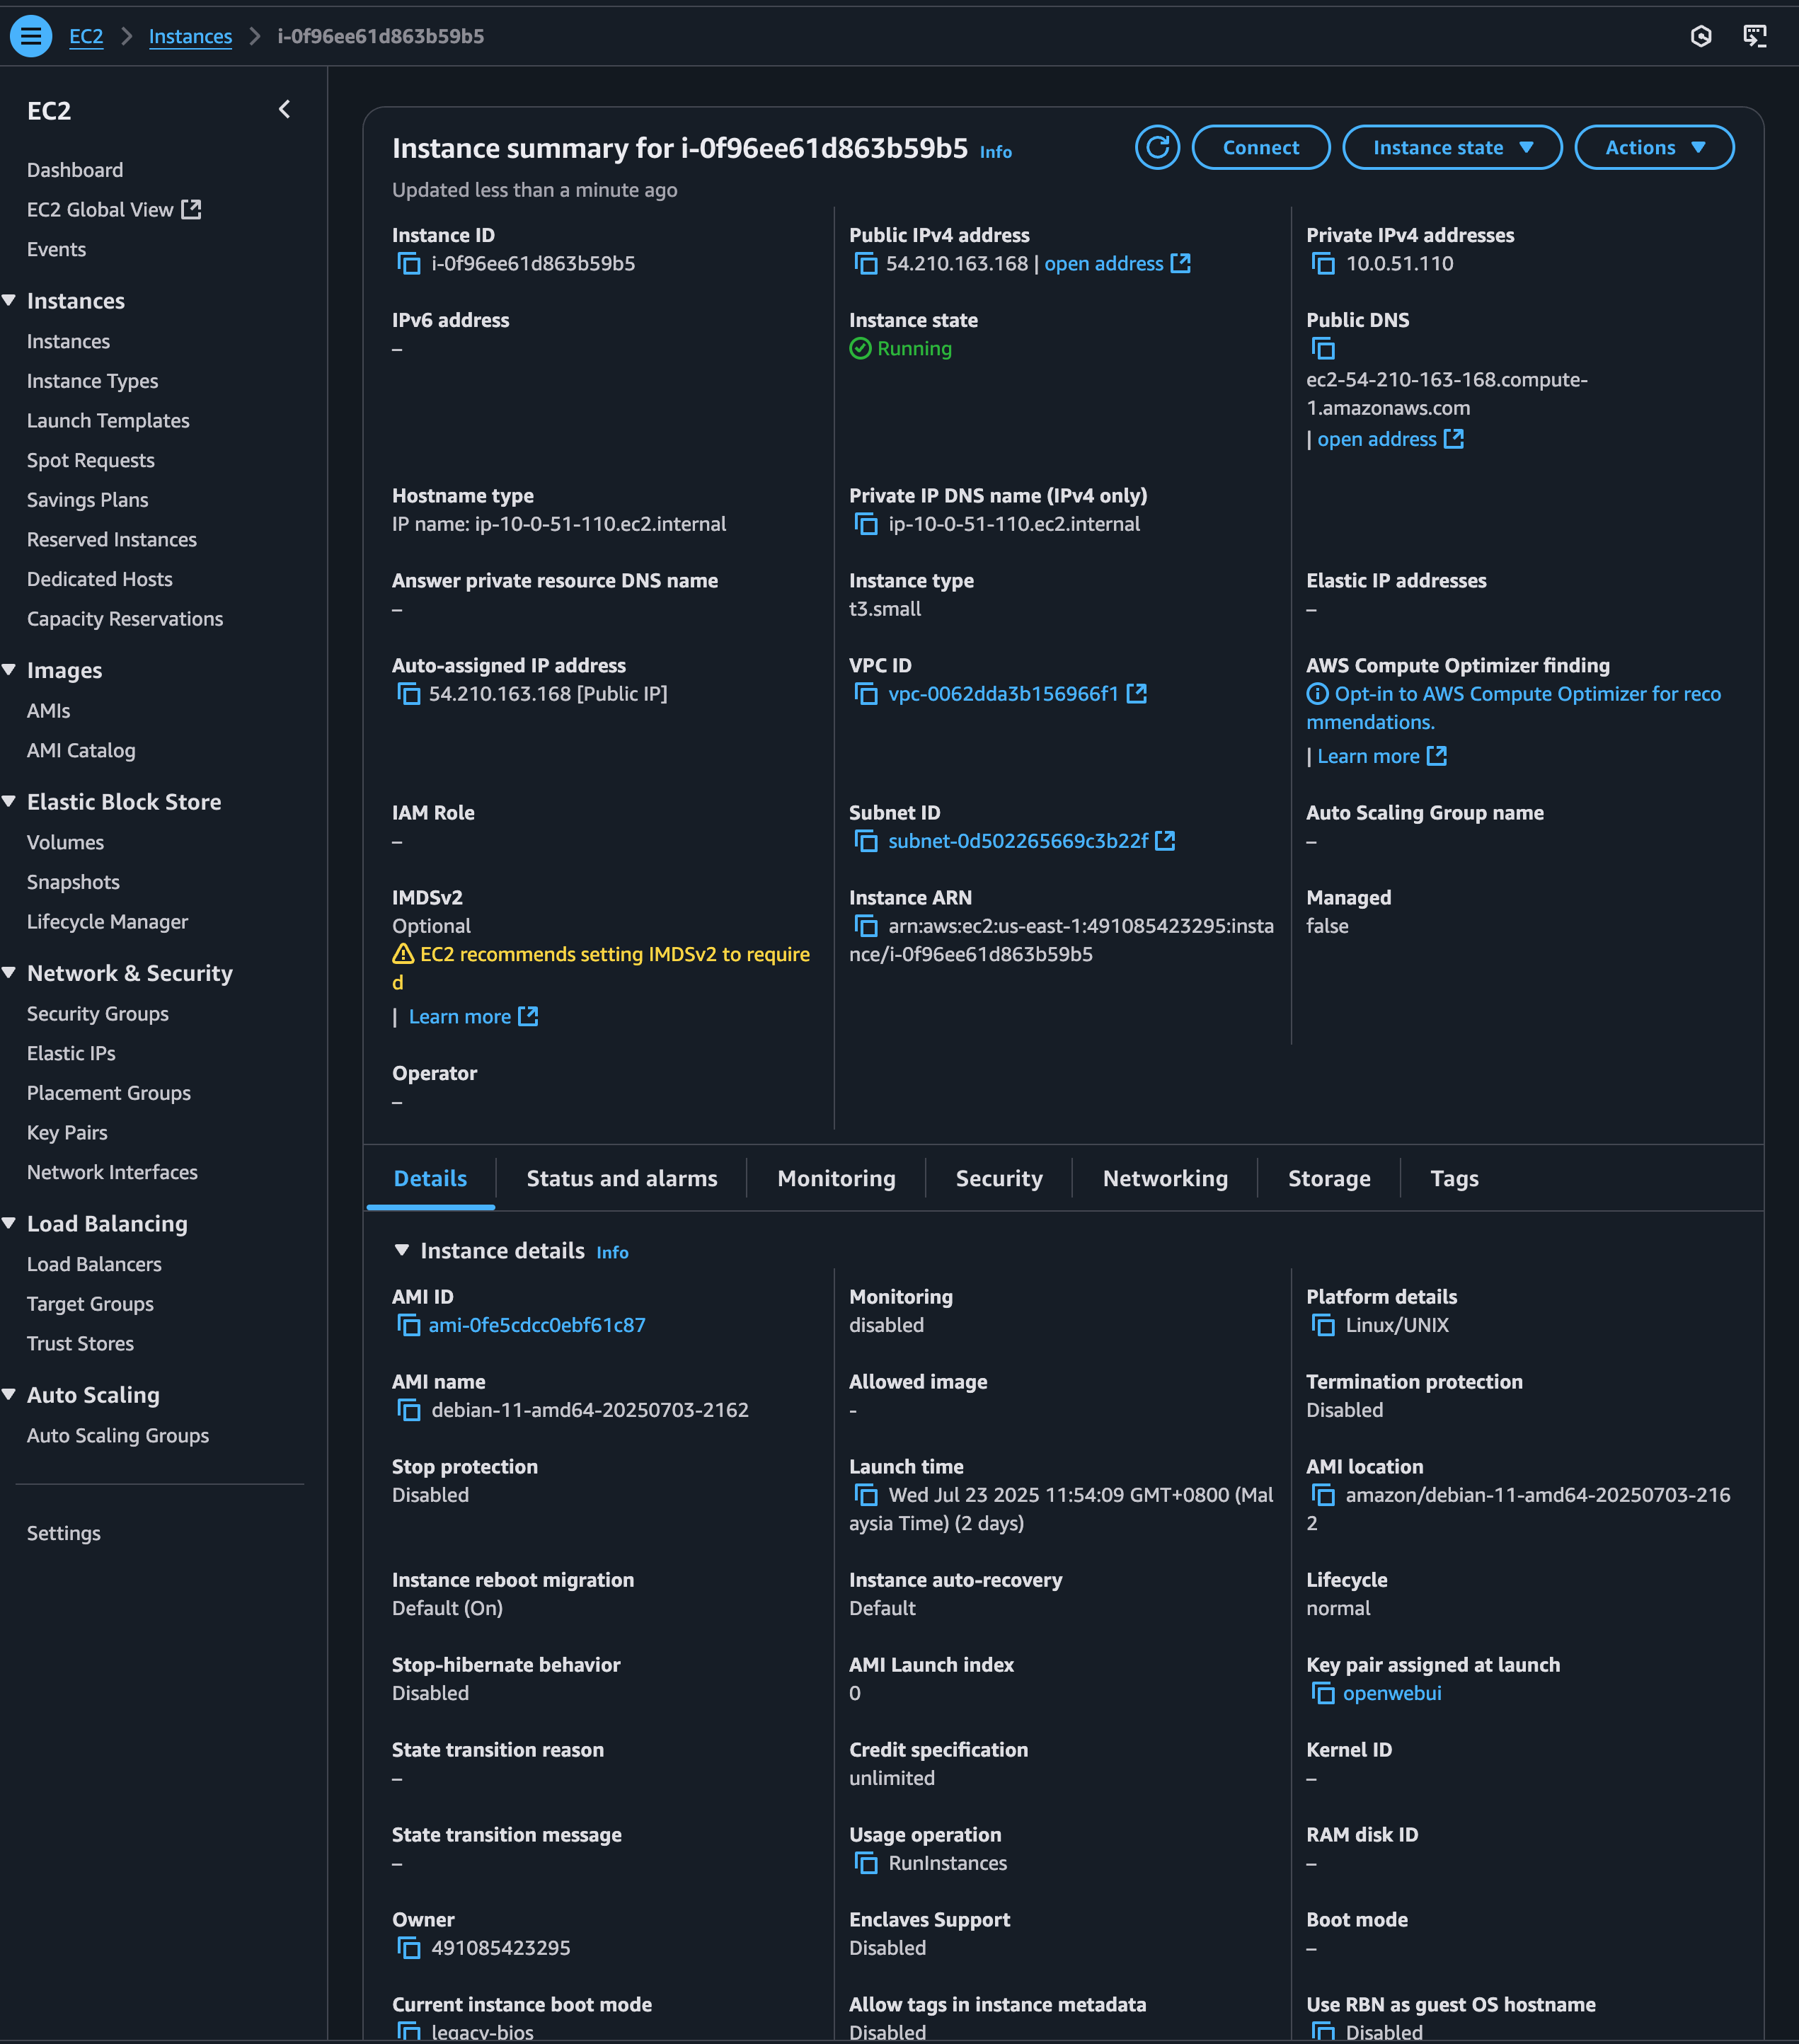 EC2 > Instances > i-0f96ee61d863b59b5
EC2
Dashboard
EC2 Global View
Events
Instances
Instances
Instance Types
Launch Templates
Spot Requests
Savings Plans
Reserved Instances
Dedicated Hosts
Capacity Reservations
Images
AMIs
AMI Catalog
Elastic Block Store
Volumes
Snapshots
Lifecycle Manager
Network & Security
Security Groups
Elastic IPs
Placement Groups
Key Pairs
Network Interfaces
Load Balancing
Load Balancers
Target Groups
Trust Stores
Auto Scaling
Auto Scaling Groups
Settings
Instance summary for i-0f96ee61d863b59b5 Info
Connect
Instance state
Actions
Updated less than a minute ago
Instance ID
i-0f96ee61d863b59b5
Public IPv4 address
54.210.163.168 | open address
Private IPv4 addresses
10.0.51.110
IPv6 address
–
Instance state
Running
Public DNS
ec2-54-210-163-168.compute-
1.amazonaws.com
| open address
Hostname type
IP name: ip-10-0-51-110.ec2.internal
Private IP DNS name (IPv4 only)
ip-10-0-51-110.ec2.internal
Answer private resource DNS name
–
Instance type
t3.small
Elastic IP addresses
–
Auto-assigned IP address
54.210.163.168 [Public IP]
VPC ID
vpc-0062dda3b156966f1
AWS Compute Optimizer finding
Opt-in to AWS Compute Optimizer for reco
mmendations.
| Learn more
IAM Role
–
Subnet ID
subnet-0d502265669c3b22f
Auto Scaling Group name
–
IMDSv2
Optional
EC2 recommends setting IMDSv2 to require
d
| Learn more
Instance ARN
arn:aws:ec2:us-east-1:491085423295:insta
nce/i-0f96ee61d863b59b5
Managed
false
Operator
–
Details
Status and alarms
Monitoring
Security
Networking
Storage
Tags
Instance details Info
AMI ID
ami-0fe5cdcc0ebf61c87
Monitoring
disabled
Platform details
Linux/UNIX
AMI name
debian-11-amd64-20250703-2162
Allowed image
-
Termination protection
Disabled
Stop protection
Disabled
Launch time
Wed Jul 23 2025 11:54:09 GMT+0800 (Mal
aysia Time) (2 days)
AMI location
amazon/debian-11-amd64-20250703-216
2
Instance reboot migration
Default (On)
Instance auto-recovery
Default
Lifecycle
normal
Stop-hibernate behavior
Disabled
AMI Launch index
0
Key pair assigned at launch
openwebui
State transition reason
–
Credit specification
unlimited
Kernel ID
–
State transition message
–
Usage operation
RunInstances
RAM disk ID
–
Owner
491085423295
Enclaves Support
Disabled
Boot mode
–
Current instance boot mode
legacy-bios
Allow tags in instance metadata
Disabled
Use RBN as guest OS hostname
Disabled